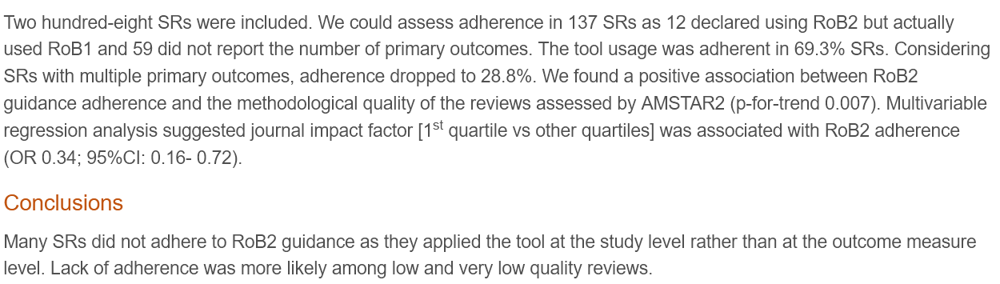 Two hundred-eight SRs were included. We could assess adherence in 137 SRs as 12 declared using RoB2 but actually
used RoB1 and 59 did not report the number of primary outcomes. The tool usage was adherent in 69.3% SRs. Considering
SRs with multiple primary outcomes, adherence dropped to 28.8%. We found a positive association between RoB2
guidance adherence and the methodological quality of the reviews assessed by AMSTAR2 (p-for-trend 0.007). Multivariable
regression analysis suggested journal impact factor [1st quartile vs other quartiles] was associated with RoB2 adherence
(OR 0.34; 95%CI: 0.16- 0.72).
Conclusions
Many SRs did not adhere to RoB2 guidance as they applied the tool at the study level rather than at the outcome measure
level. Lack of adherence was more likely among low and very low quality reviews.